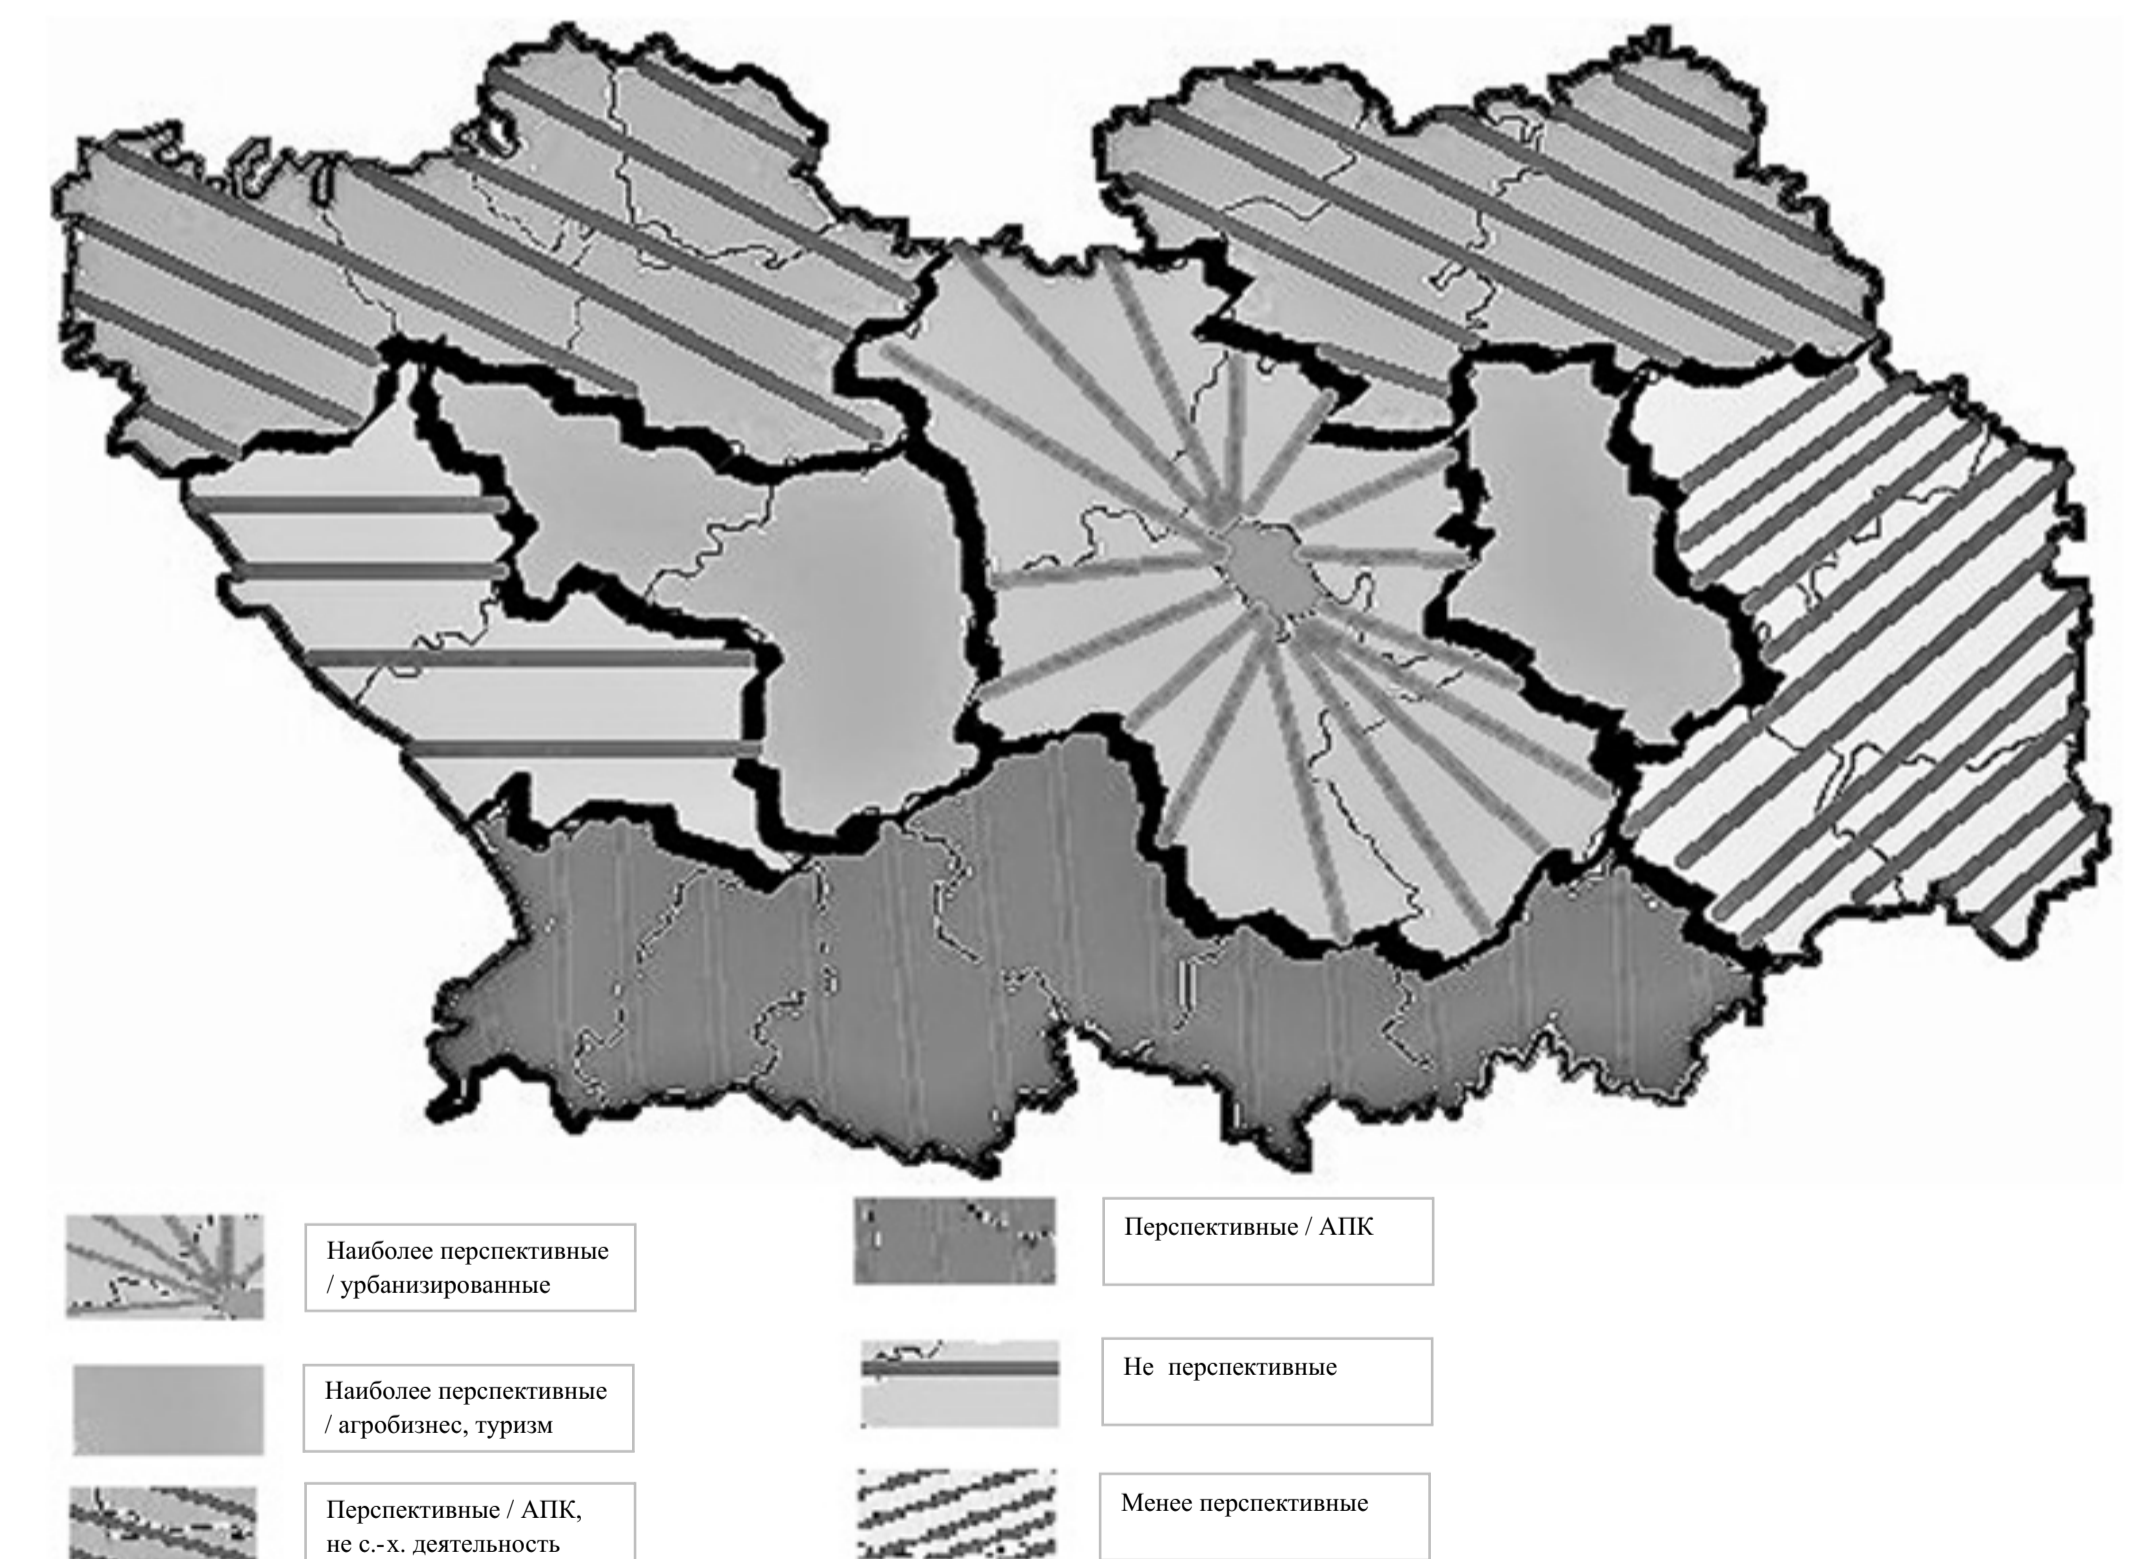 Наиболее перспективные
/ урбанизированные
Наиболее перспективные
/ агробизнес, туризм
Перспективные / АПК,
не с.-х. деятельность
Перспективные / АПК
Не  перспективные
Менее перспективные